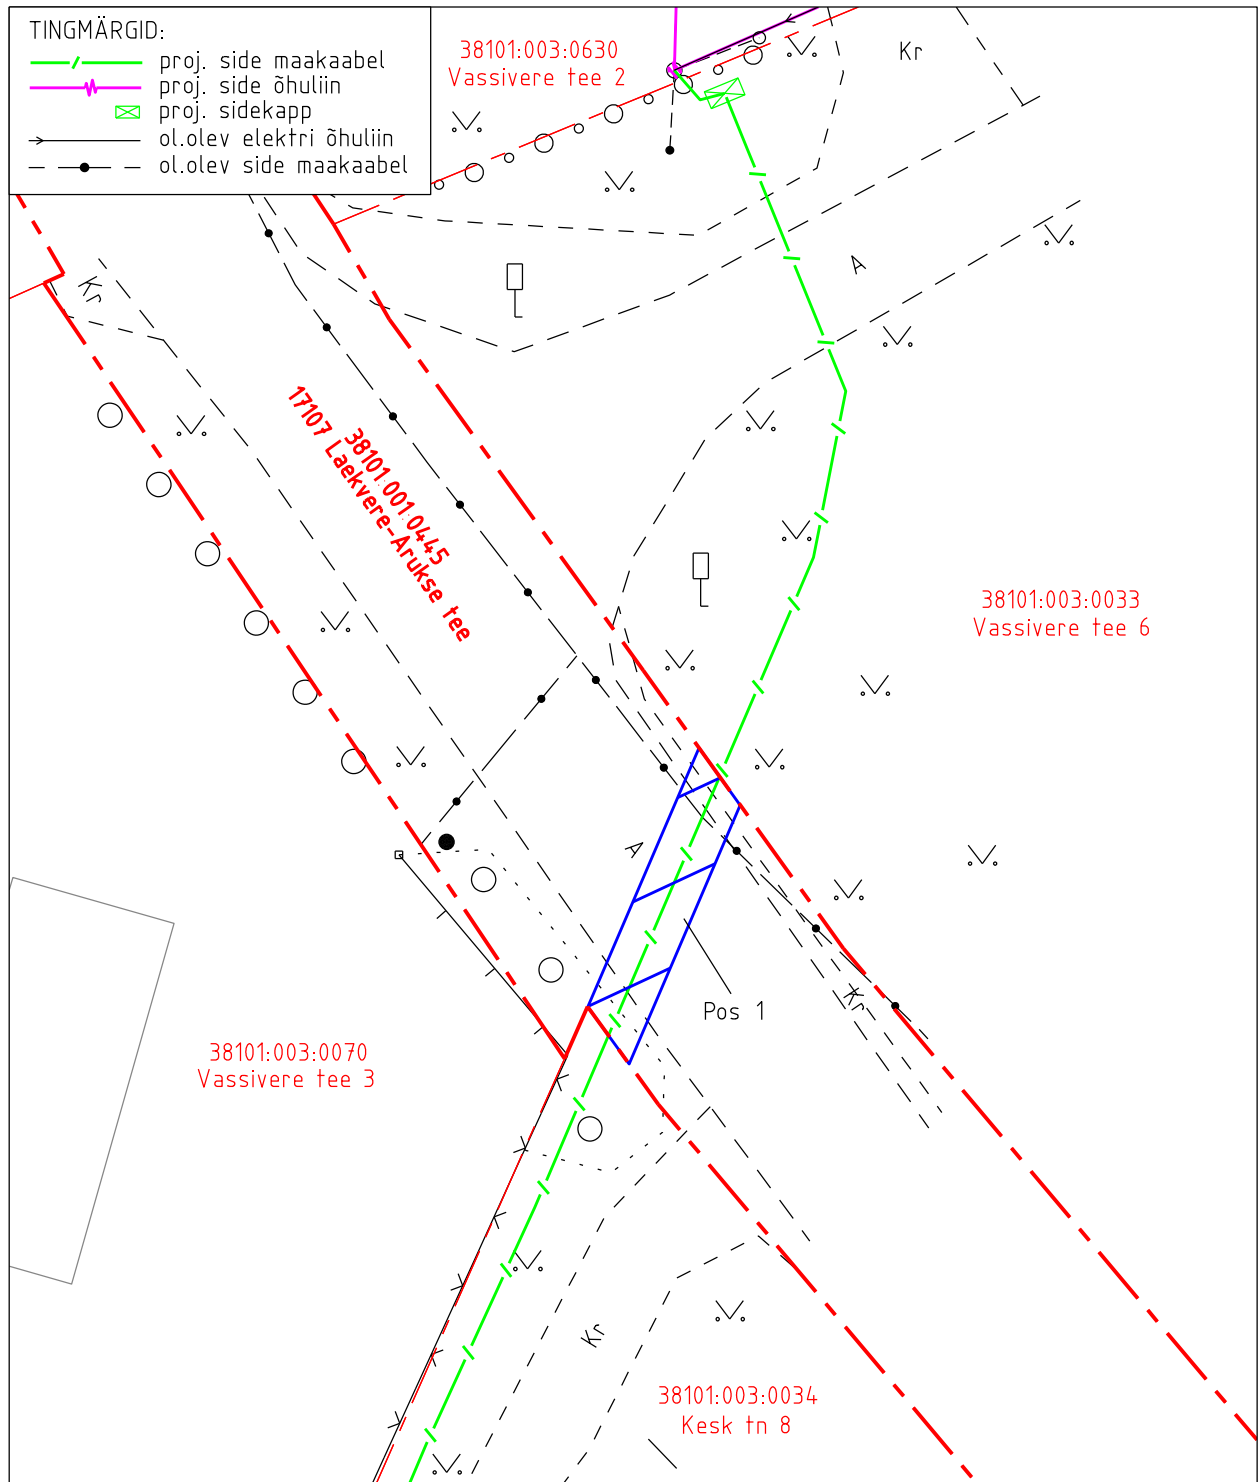 TINGMÄRGID:
proj. side maakaabel
proj. side õhuliin
proj. sidekapp
ol.olev elektri õhuliin
ol.olev side maakaabel
38101:003:0630
Vassivere tee 2
Kr
A
Kr
38101:001:0445
17107 Laekvere-Arukse tee
38101:003:0033
Vassivere tee 6
A
Pos 1
Kr
38101:003:0070
Vassivere tee 3
Kr
38101:003:0034
Kesk tn 8